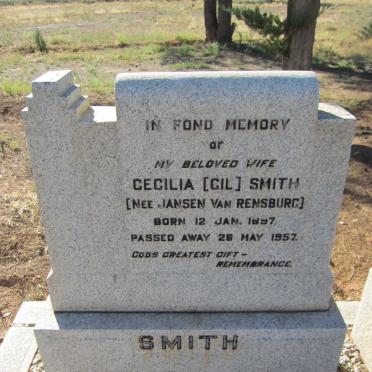 IN FOND MEMORY
OF
MY BELOVED WIFE
CECILIA [CIL] SMITH
[NEE JANSEN VAN RENSBURG]
BORN 12 JAN. 1897.
PASSED AWAY 26 MAY 1957.
GODS GREATEST GIFT -
REMEMBRANCE.
SMITH